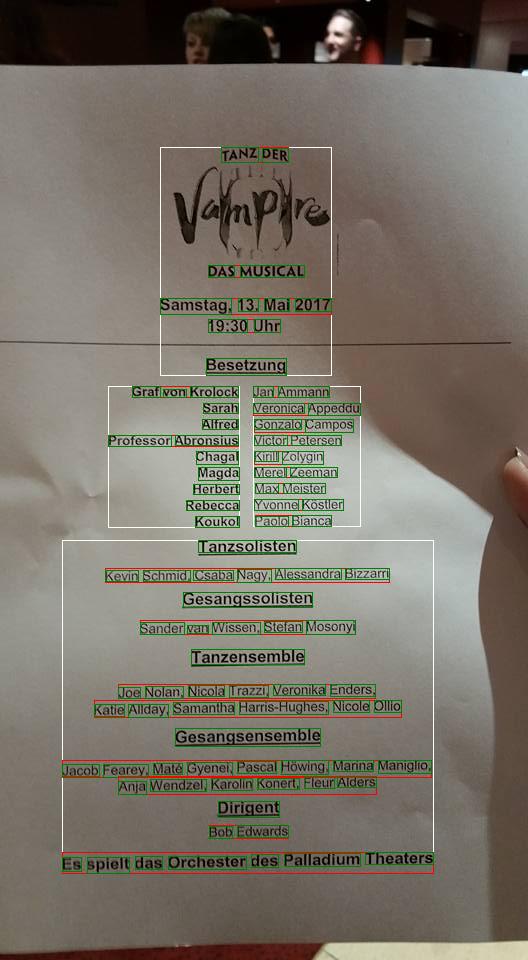 TANZ DER
Vampire
DAS MUSICAL
Samstag, 13. Mai 2017
19:30 Uhr
Besetzung
Graf von Krolock Jan Ammann
Sarah Veronica Appeddu
Alfred Gonzalo Campos
Professor Abronsius Victor Petersen
Chagal Kirill Zolygin
Magda Merel Zeeman
Herbert Max Meister
Rebecca Yvonne Köstler
Koukol Paolo Bianca
Tanzsolisten
Kevin Schmid, Csaba Nagy, Alessandra Bizzarri
Gesangssolisten
Sander van Wissen, Stefan Mosonyi
Tanzensemble
Joe Nolan, Nicola Trazzi, Veronika Enders,
Katie Allday, Samantha Harris-Hughes, Nicole Ollio
Gesangsensemble
Jacob Fearey, Maté Gyenei, Pascal Höwing, Marina Maniglio,
Anja Wendzel, Karolin Konert, Fleur Alders
Dirigent
Bob Edwards
Es spielt das Orchester des Palladium Theaters